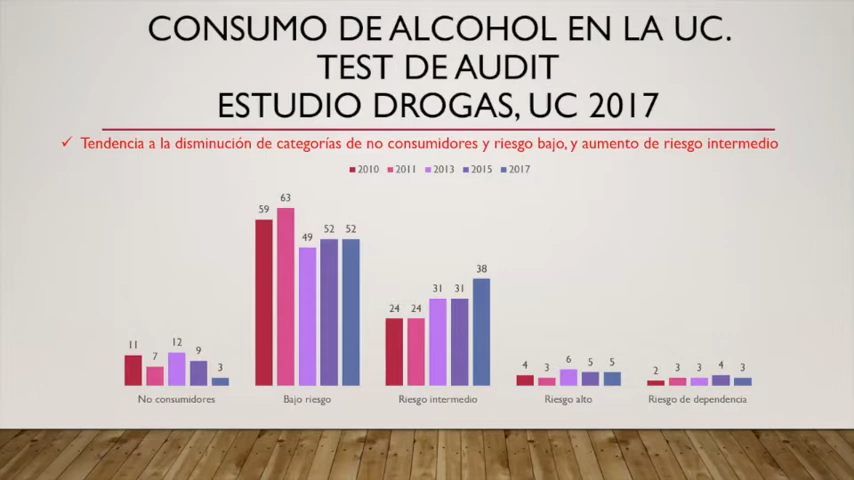 CONSUMO DE ALCOHOL EN LA UC.
TEST DE AUDIT
ESTUDIO DROGAS, UC 2017
✓ Tendencia a la disminución de categorías de no consumidores y riesgo bajo, y aumento de riesgo intermedio
2010 2011 2013 2015 2017
11 7 12 9 3
59 63 49 52 52
24 24 31 31 38
4 3 6 5 5
2 3 3 4 3
No consumidores Bajo riesgo Riesgo intermedio Riesgo alto Riesgo de dependencia